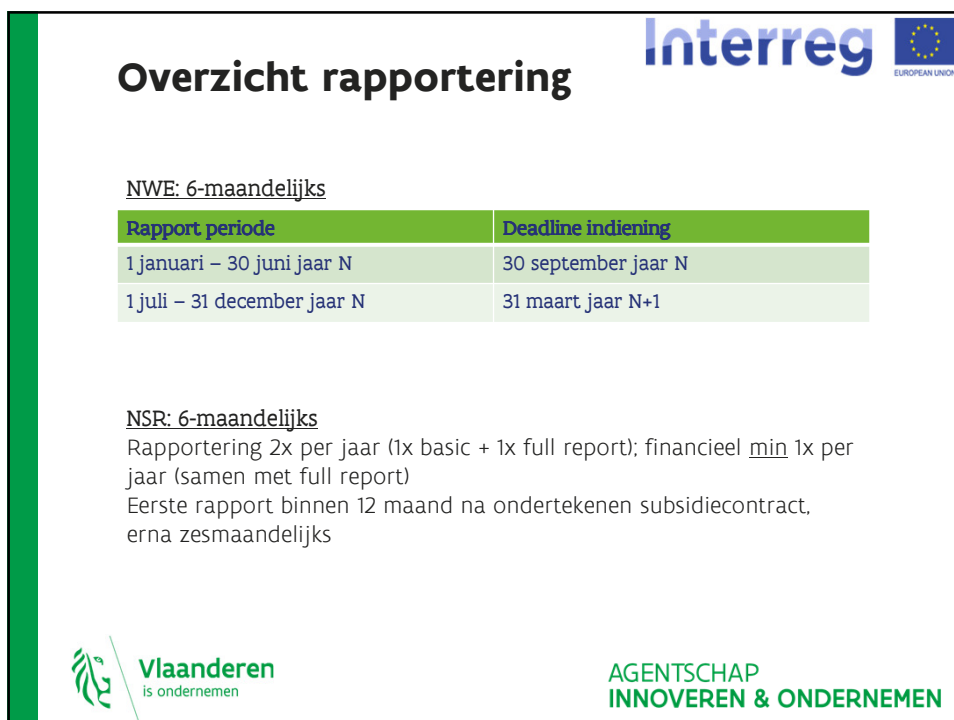 Interreg
EUROPEAN UNION
Overzicht rapportering
NWE: 6-maandelijks
Rapport periode Deadline indiening
1 januari – 30 juni jaar N 30 september jaar N
1 juli – 31 december jaar N 31 maart jaar N+1
NSR: 6-maandelijks
Rapportering 2x per jaar (1x basic + 1x full report); financieel min 1x per
jaar (samen met full report)
Eerste rapport binnen 12 maand na ondertekenen subsidiecontract,
erna zesmaandelijks
Vlaanderen
is ondernemen
AGENTSCHAP
INNOVEREN & ONDERNEMEN